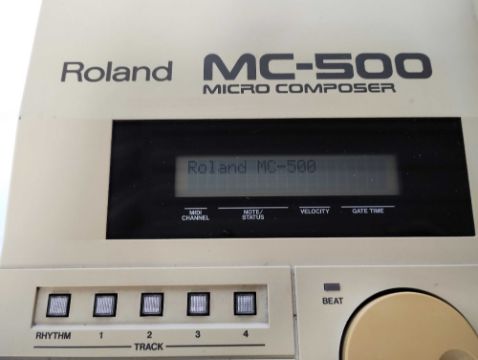 Roland MC-500
MICRO COMPOSER
Roland MC-500
MIDI CHANNEL NOTE/STATUS VELOCITY GATE TIME
BEAT
RHYTHM 1 2 3 4
TRACK